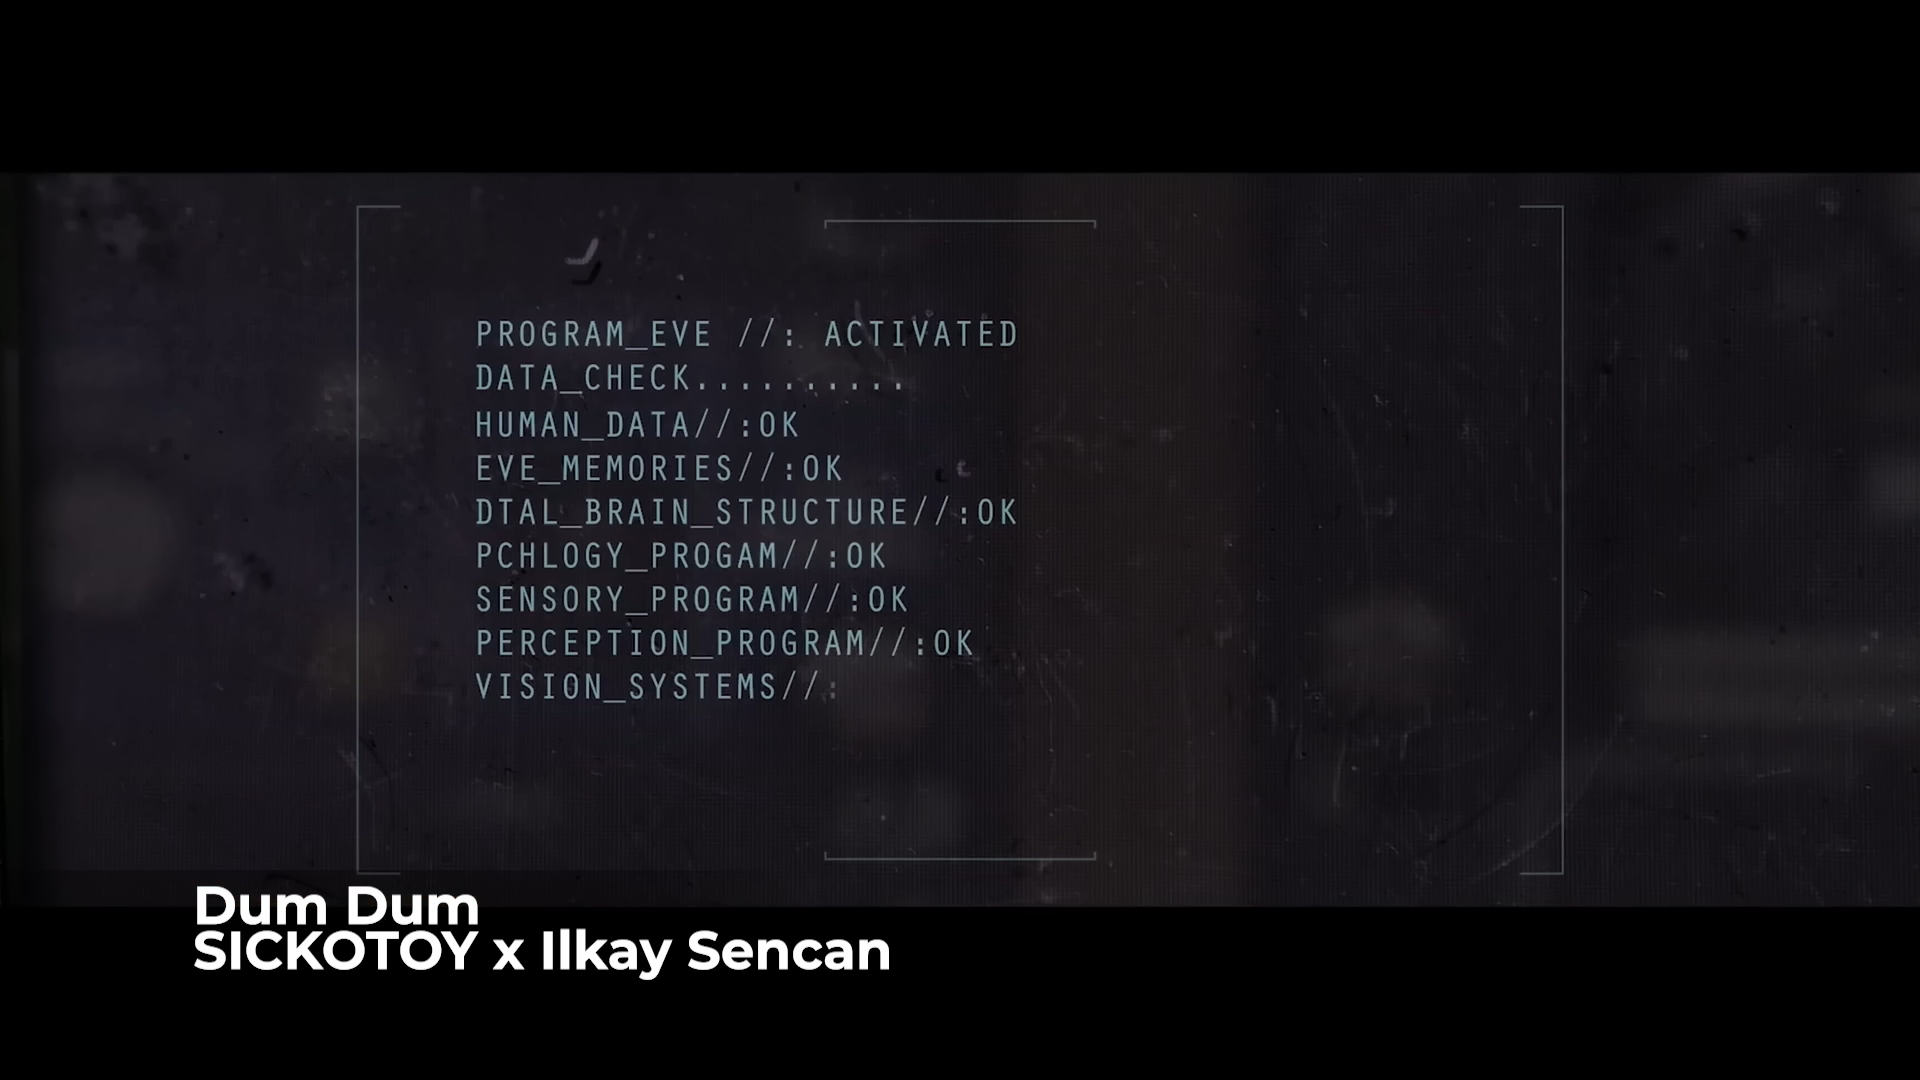 PROGRAM_EVE //: ACTIVATED
DATA_CHECK..........
HUMAN_DATA//:OK
EVE_MEMORIES//:OK
DTAL_BRAIN_STRUCTURE//:OK
PCHLOGY_PROGAM//:OK
SENSORY_PROGRAM//:OK
PERCEPTION_PROGRAM//:OK
VISION_SYSTEMS//:
Dum Dum
SICKOTOY x Ilkay Sencan